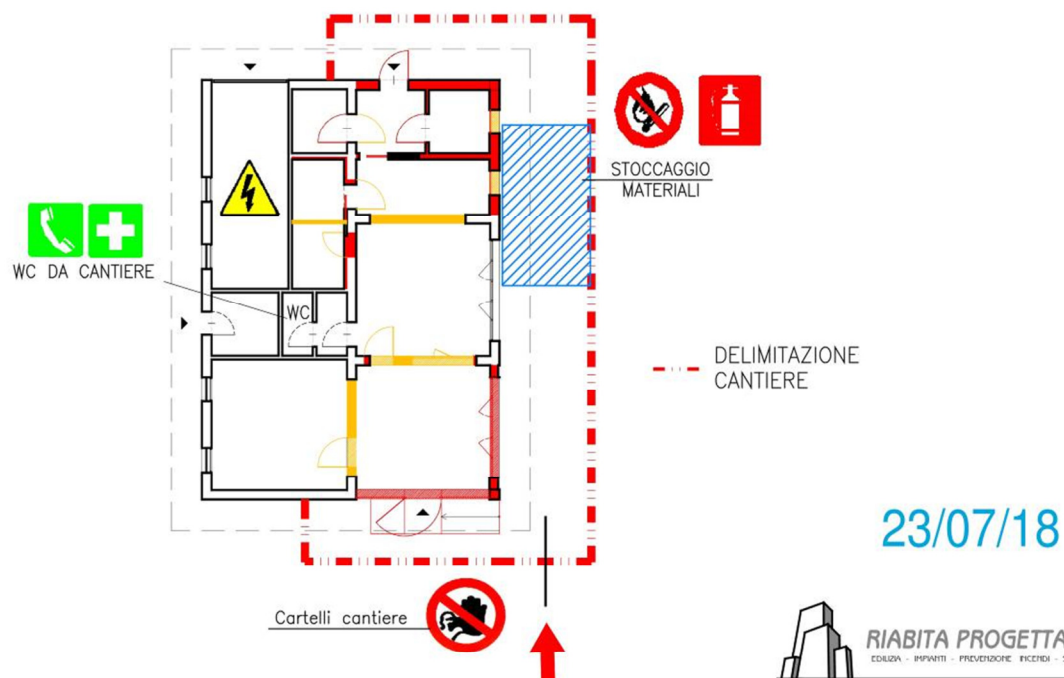 STOCCAGGIO
MATERIALI
WC DA CANTIERE
WC
DELIMITAZIONE
CANTIERE
23/07/18
Cartelli cantiere
RIABITA PROGETTA
EDILIZIA - IMPIANTI - PREVENZIONE INCENDI - S